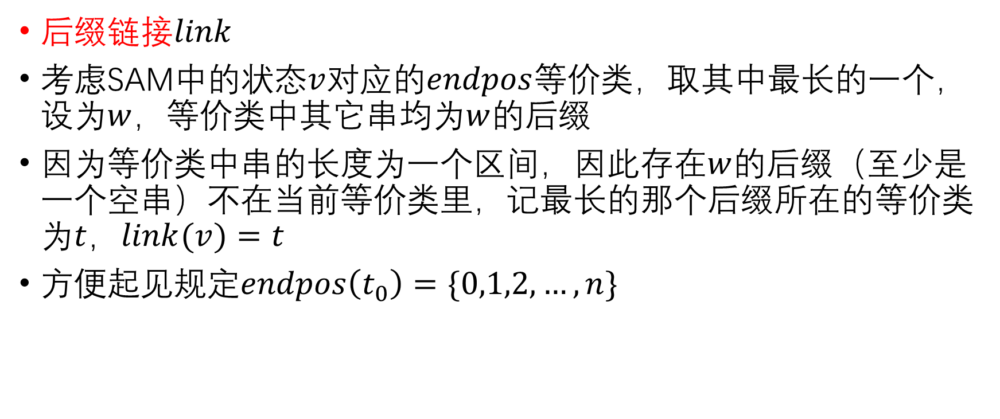 • 后缀链接link
• 考虑SAM中的状态v对应的endpos等价类，取其中最长的一个，
设为w，等价类中其它串均为w的后缀
• 因为等价类中串的长度为一个区间，因此存在w的后缀（至少是
一个空串）不在当前等价类里，记最长的那个后缀所在的等价类
为t，link(v) = t
• 方便起见规定endpos(t₀) = {0,1,2, … , n}